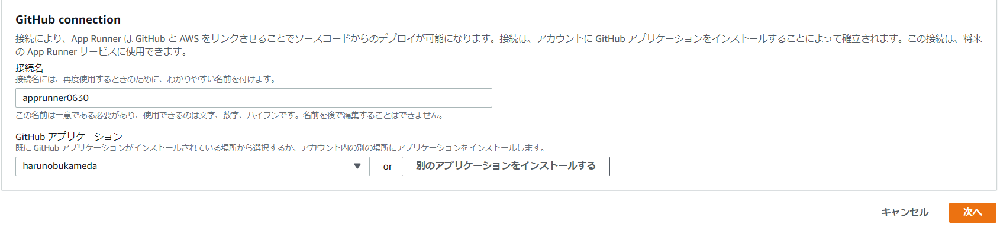 GitHub connection
接続により、App Runner は GitHub と AWS をリンクさせることでソースコードからのデプロイが可能になります。接続は、アカウントに GitHub アプリケーションをインストールすることによって確立されます。この接続は、将来
の App Runner サービスに使用できます。
接続名
接続名には、再度使用するときのために、わかりやすい名前を付けます。
apprunner0630
この名前は一意である必要があり、使用できるのは文字、数字、ハイフンです。名前を後で編集することはできません。
GitHub アプリケーション
既に GitHub アプリケーションがインストールされている場所から選択するか、アカウント内の別の場所にアプリケーションをインストールします。
harunobukameda or 別のアプリケーションをインストールする
キャンセル 次へ